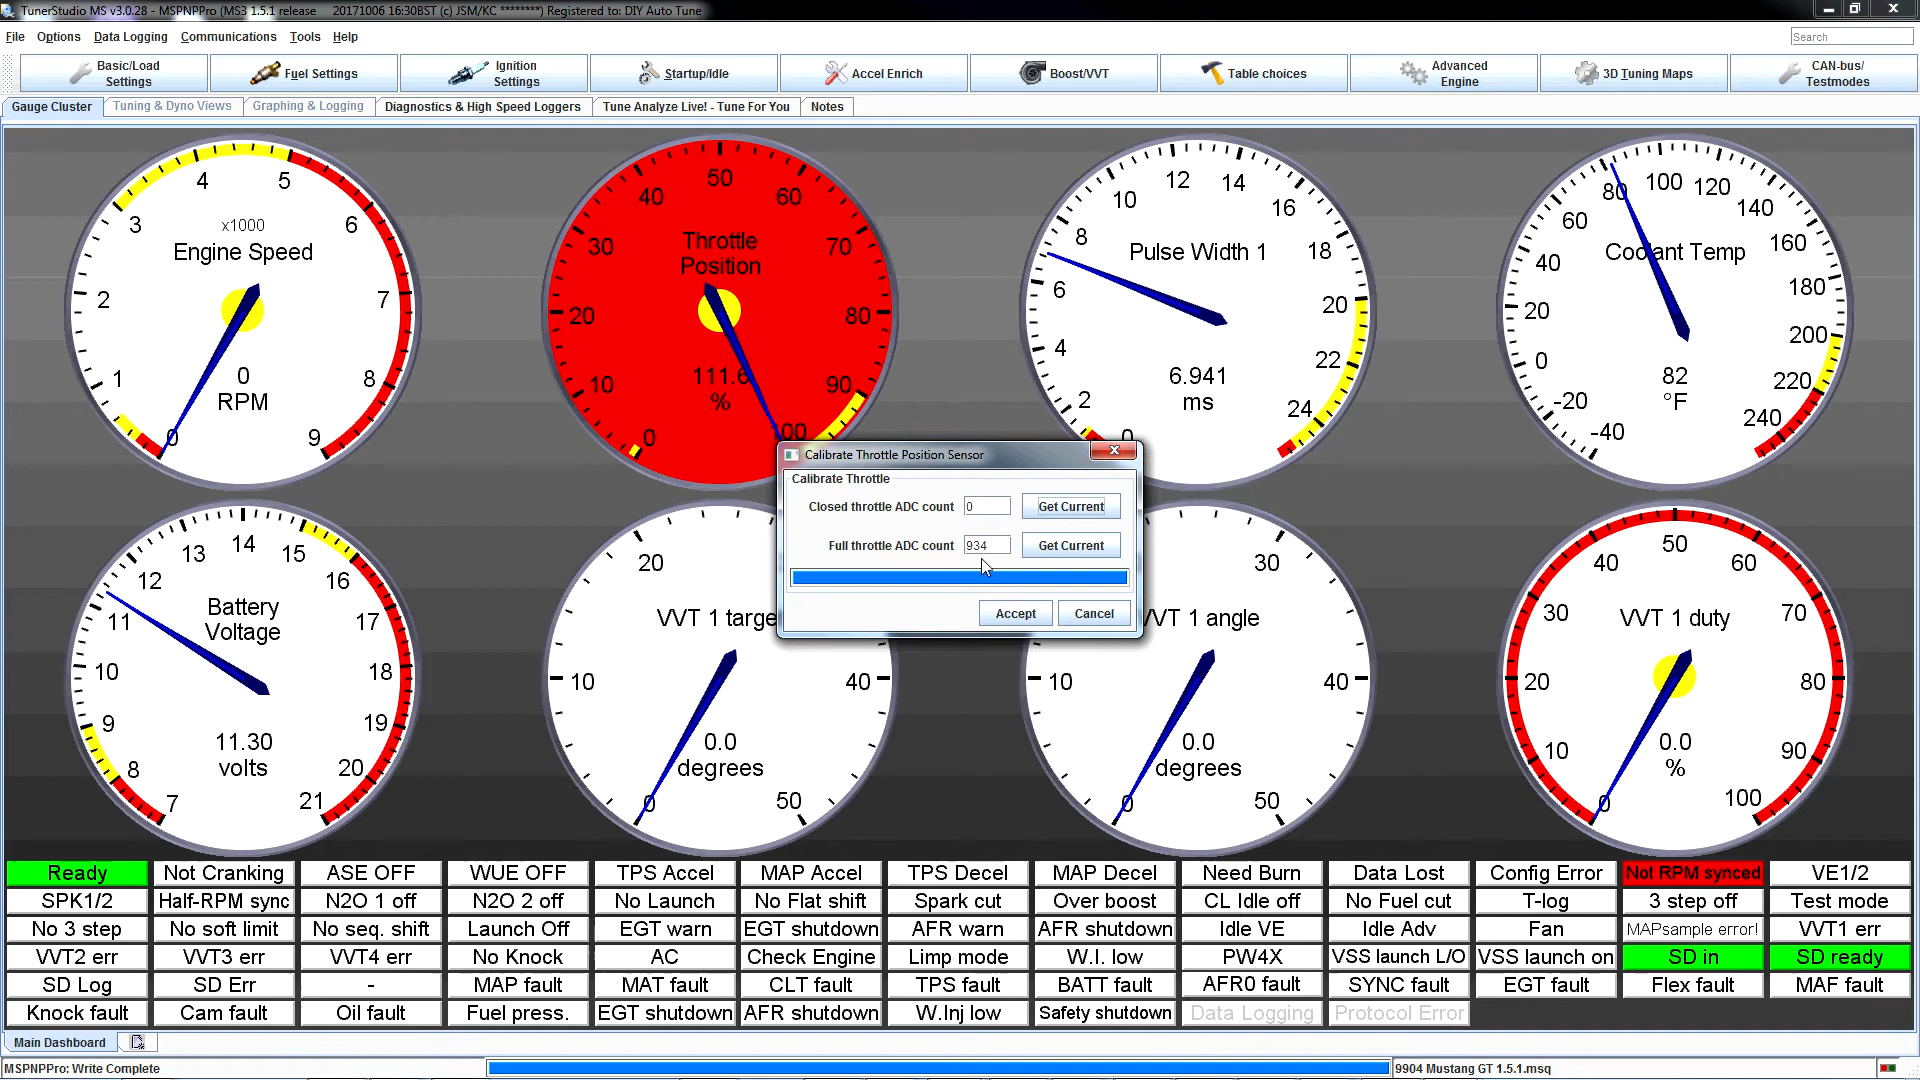 TunerStudio MS v3.0.28 - MSPNPPro (MS3 1.5.1 release 20171006 16:30BST (c) JSM/KC ********) Registered to: DIY Auto Tune
File Options Data Logging Communications Tools Help Search
Basic/Load Settings
Fuel Settings
Ignition Settings
Startup/Idle
Accel Enrich
Boost/VVT
Table choices
Advanced Engine
3D Tuning Maps
CAN-bus/ Testmodes
Gauge Cluster Tuning & Dyno Views Graphing & Logging Diagnostics & High Speed Loggers Tune Analyze Live! - Tune For You Notes
0 1 2 3 4 5 6 7 8 9
x1000
Engine Speed
0
RPM
0 10 20 30 40 50 60 70 80 90 00
Throttle
Position
111.6
%
0 2 4 6 8 10 12 14 16 18 20 22 24
Pulse Width 1
6.941
ms
-40 -20 0 20 40 60 80 100 120 140 160 180 200 220 240
Coolant Temp
82
°F
Calibrate Throttle Position Sensor
Calibrate Throttle
Closed throttle ADC count 0 Get Current
Full throttle ADC count 934 Get Current
Accept Cancel
7 8 9 10 11 12 13 14 15 16 17 18 19 20 21
Battery
Voltage
11.30
volts
0 10 20 40 50
VVT 1 targe
0.0
degrees
0 10 30 40 50
VVT 1 angle
0.0
degrees
0 10 20 30 40 50 60 70 80 90 100
VVT 1 duty
0.0
%
Ready Not Cranking ASE OFF WUE OFF TPS Accel MAP Accel TPS Decel MAP Decel Need Burn Data Lost Config Error Not RPM synced VE1/2
SPK1/2 Half-RPM sync N2O 1 off N2O 2 off No Launch No Flat shift Spark cut Over boost CL Idle off No Fuel cut T-log 3 step off Test mode
No 3 step No soft limit No seq. shift Launch Off EGT warn EGT shutdown AFR warn AFR shutdown Idle VE Idle Adv Fan MAPsample error! VVT1 err
VVT2 err VVT3 err VVT4 err No Knock AC Check Engine Limp mode W.I. low PW4X VSS launch L/O VSS launch on SD in SD ready
SD Log SD Err - MAP fault MAT fault CLT fault TPS fault BATT fault AFR0 fault SYNC fault EGT fault Flex fault MAF fault
Knock fault Cam fault Oil fault Fuel press. EGT shutdown AFR shutdown W.Inj low Safety shutdown Data Logging Protocol Error
Main Dashboard
MSPNPPro: Write Complete 9904 Mustang GT 1.5.1.msq